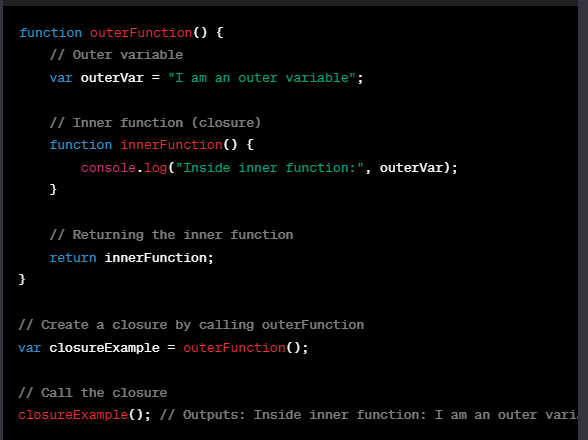 function outerFunction() {
    // Outer variable
    var outerVar = "I am an outer variable";

    // Inner function (closure)
    function innerFunction() {
        console.log("Inside inner function:", outerVar);
    }

    // Returning the inner function
    return innerFunction;
}

// Create a closure by calling outerFunction
var closureExample = outerFunction();

// Call the closure
closureExample(); // Outputs: Inside inner function: I am an outer